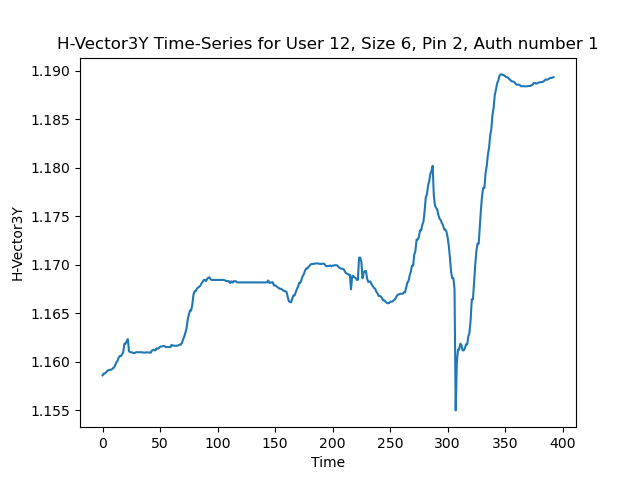 H-Vector3Y Time-Series for User 12, Size 6, Pin 2, Auth number 1
1.190
1.185
1.180
1.175
1.170
1.165
1.160
1.155
H-Vector3Y
0 50 100 150 200 250 300 350 400
Time